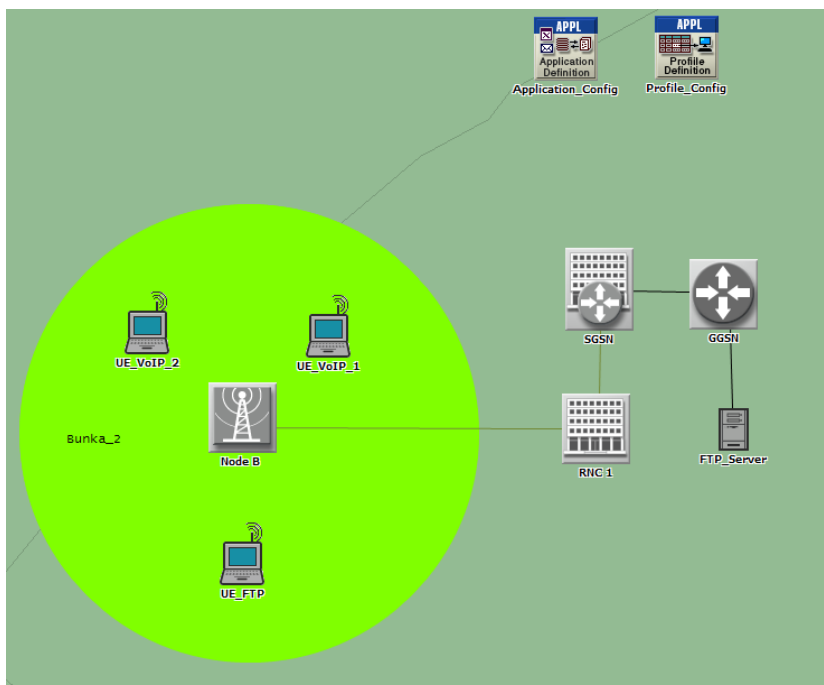 APPL
Application
Definition
Application_Config
APPL
Profile
Definition
Profile_Config
UE_VoIP_2
UE_VoIP_1
SGSN
GGSN
Bunka_2
Node B
RNC 1
FTP_Server
UE_FTP